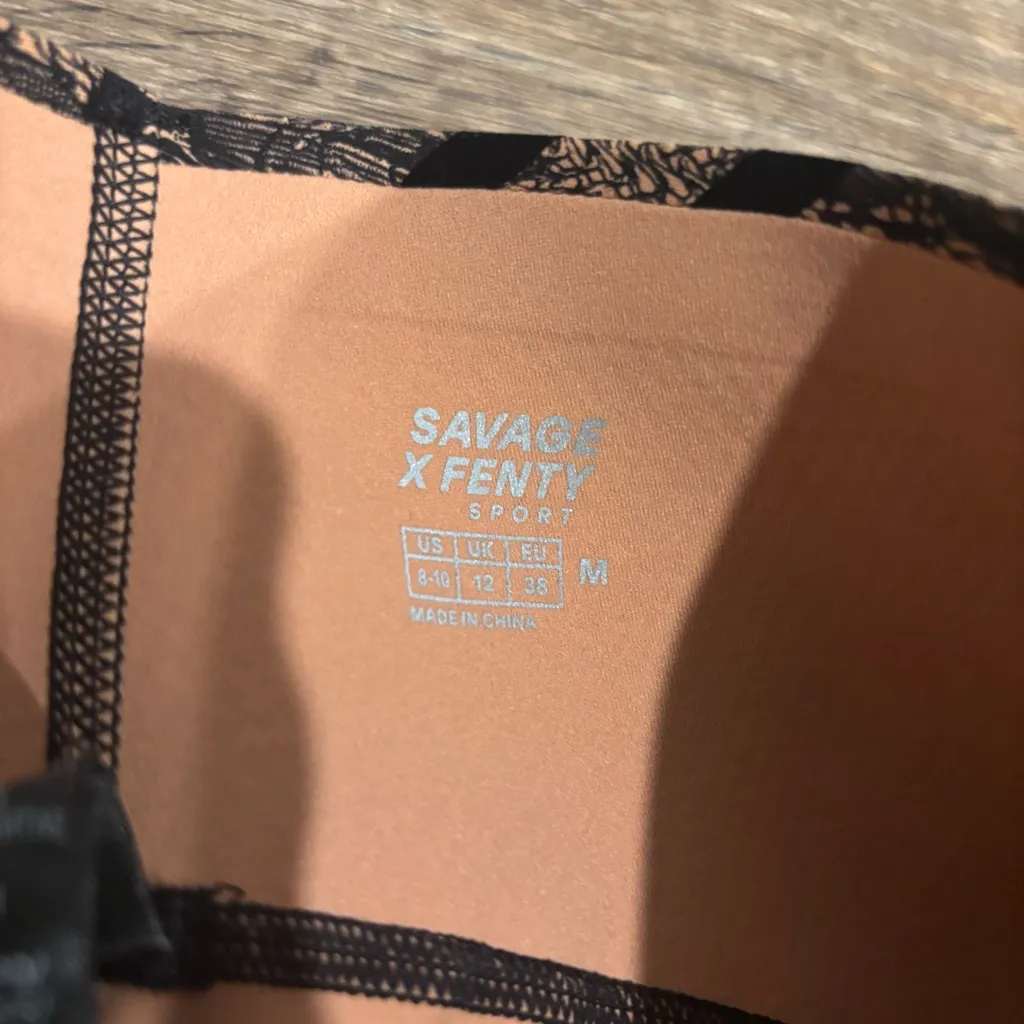 SAVAGE
X FENTY
SPORT
US UK EU
8-10 12 38 M
MADE IN CHINA